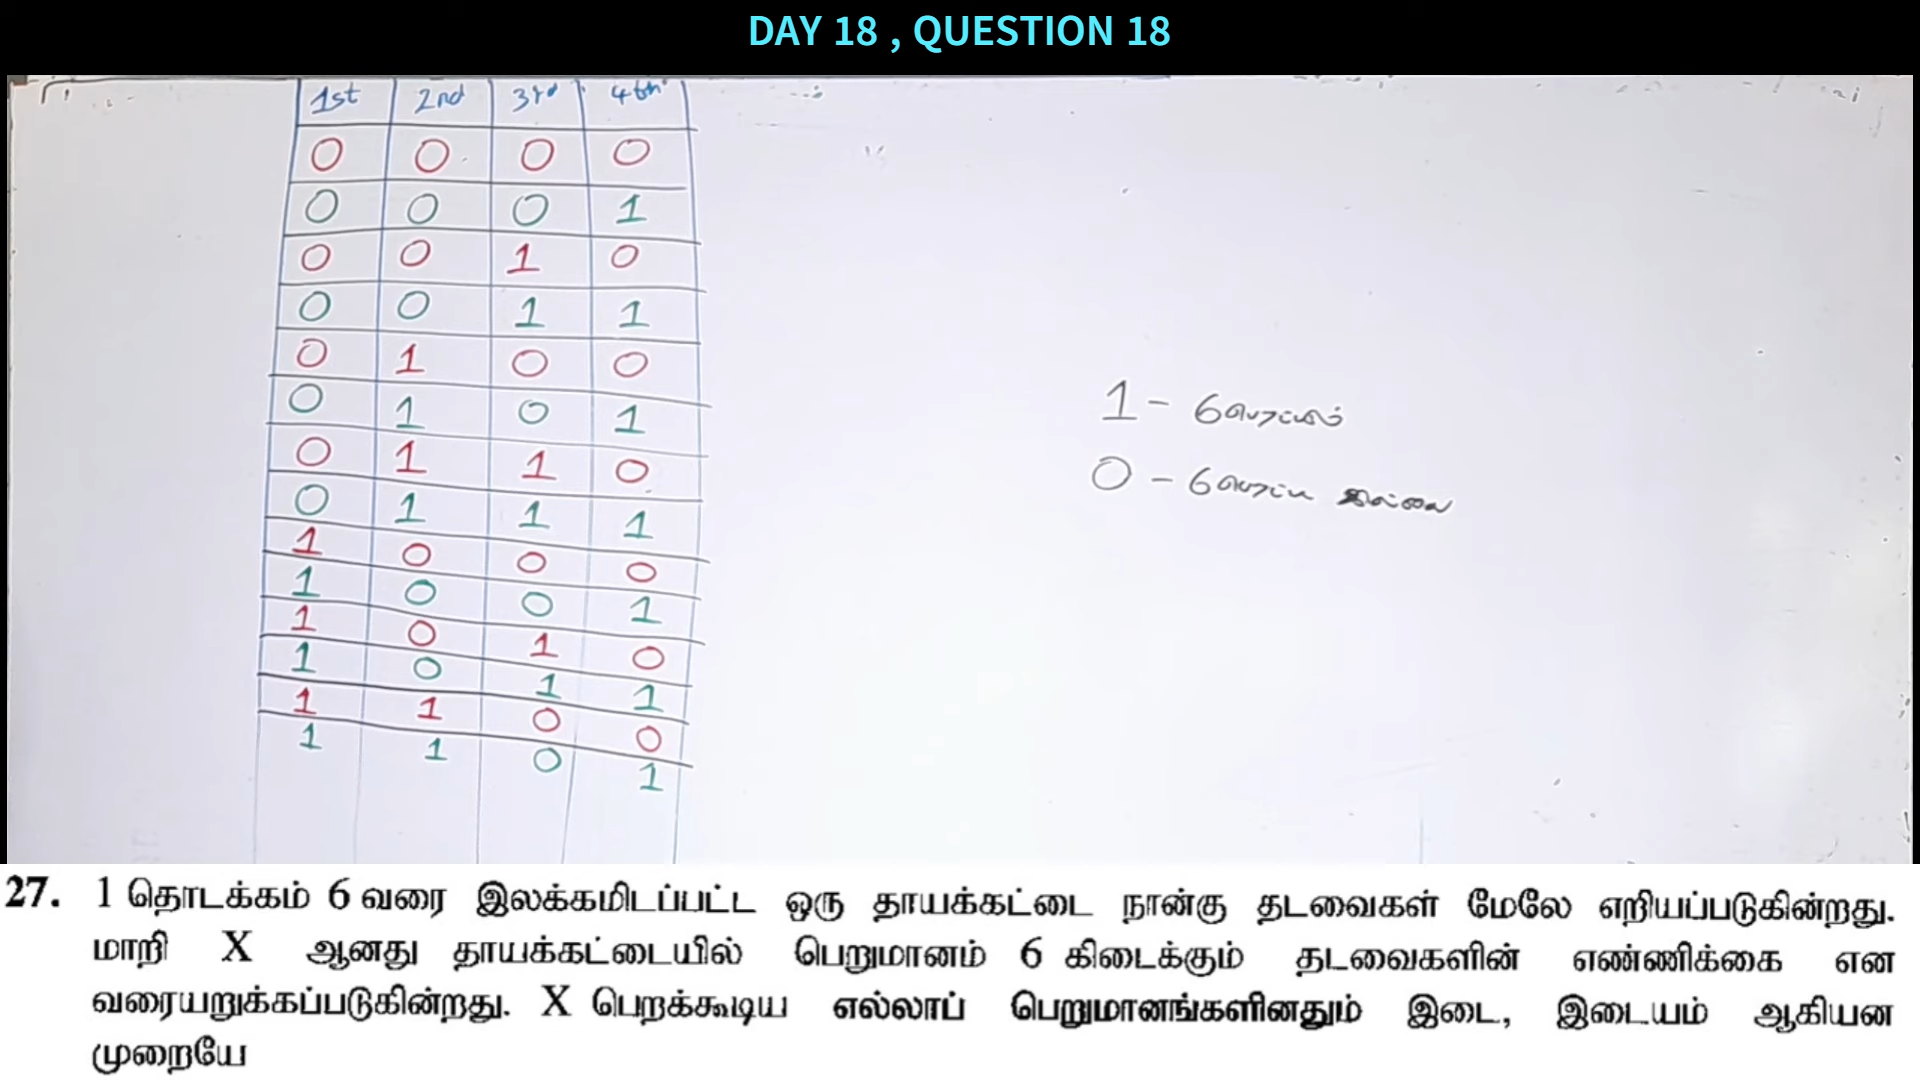 DAY 18 , QUESTION 18
1st 2nd 3rd 4th
0 0 0 0
0 0 0 1
0 0 1 0
0 0 1 1
0 1 0 0
0 1 0 1
0 1 1 0
0 1 1 1
1 0 0 0
1 0 0 1
1 0 1 0
1 0 1 1
1 1 0 0
1 1 0 1
1 - 6
0 - 6 இல்லை
27. 1 தொடக்கம் 6 வரை இலக்கமிடப்பட்ட ஒரு தாயக்கட்டை நான்கு தடவைகள் மேலே எறியப்படுகின்றது.
மாறி X ஆனது தாயக்கட்டையில் பெறுமானம் 6 கிடைக்கும் தடவைகளின் எண்ணிக்கை என
வரையறுக்கப்படுகின்றது. X பெறக்கூடிய எல்லாப் பெறுமானங்களினதும் இடை, இடையம் ஆகியன
முறையே